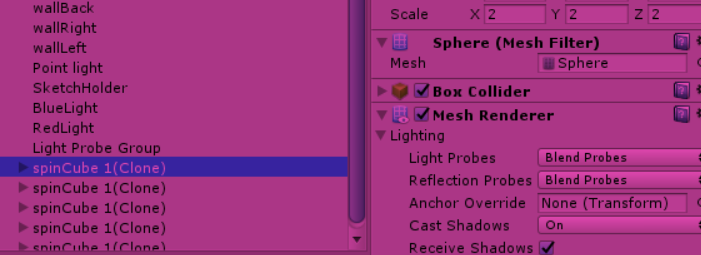 wallBack
wallRight
wallLeft
Point light
SketchHolder
BlueLight
RedLight
Light Probe Group
spinCube 1(Clone)
spinCube 1(Clone)
spinCube 1(Clone)
spinCube 1(Clone)
spinCube 1(Clone)
Scale X 2 Y 2 Z 2
Sphere (Mesh Filter)
Mesh Sphere
Box Collider
Mesh Renderer
Lighting
Light Probes Blend Probes
Reflection Probes Blend Probes
Anchor Override None (Transform)
Cast Shadows On
Receive Shadows